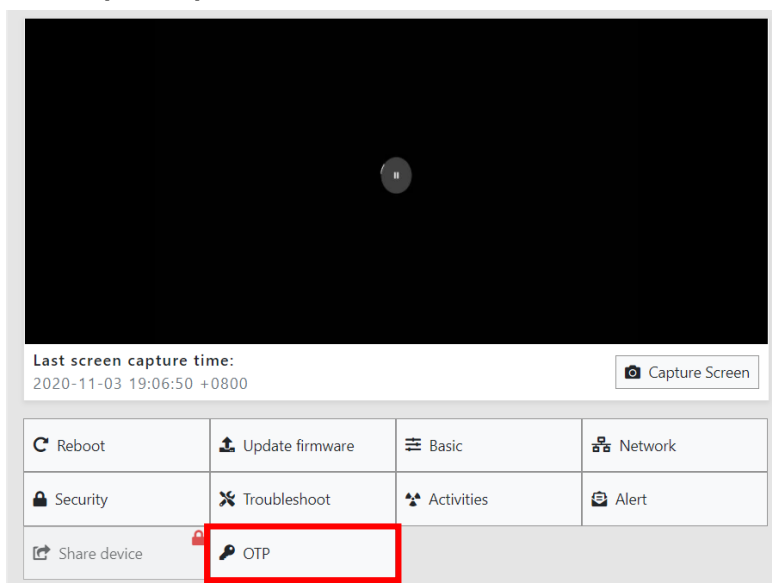 Last screen capture time:
2020-11-03 19:06:50 +0800
Capture Screen
Reboot
Update firmware
Basic
Network
Security
Troubleshoot
Activities
Alert
Share device
OTP